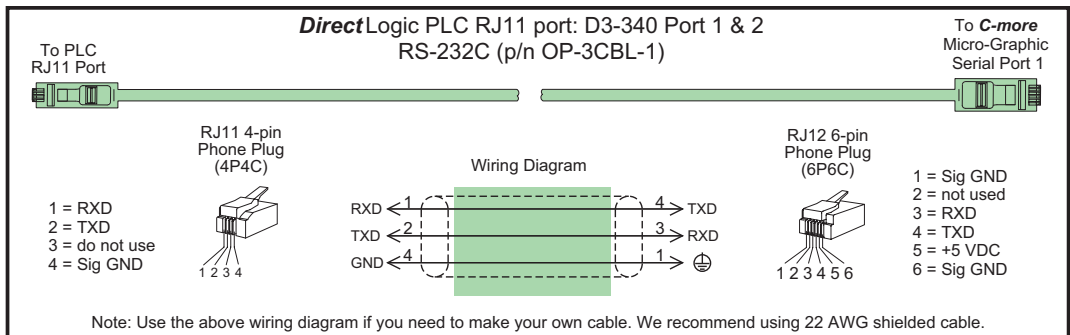 DirectLogic PLC RJ11 port: D3-340 Port 1 & 2
RS-232C (p/n OP-3CBL-1)
To PLC
RJ11 Port
To C-more
Micro-Graphic
Serial Port 1
RJ11 4-pin
Phone Plug
(4P4C)
1 = RXD
2 = TXD
3 = do not use
4 = Sig GND
1 2 3 4
Wiring Diagram
RXD 1 4 TXD
TXD 2 3 RXD
GND 4 1
RJ12 6-pin
Phone Plug
(6P6C)
1 2 3 4 5 6
1 = Sig GND
2 = not used
3 = RXD
4 = TXD
5 = +5 VDC
6 = Sig GND
Note: Use the above wiring diagram if you need to make your own cable. We recommend using 22 AWG shielded cable.